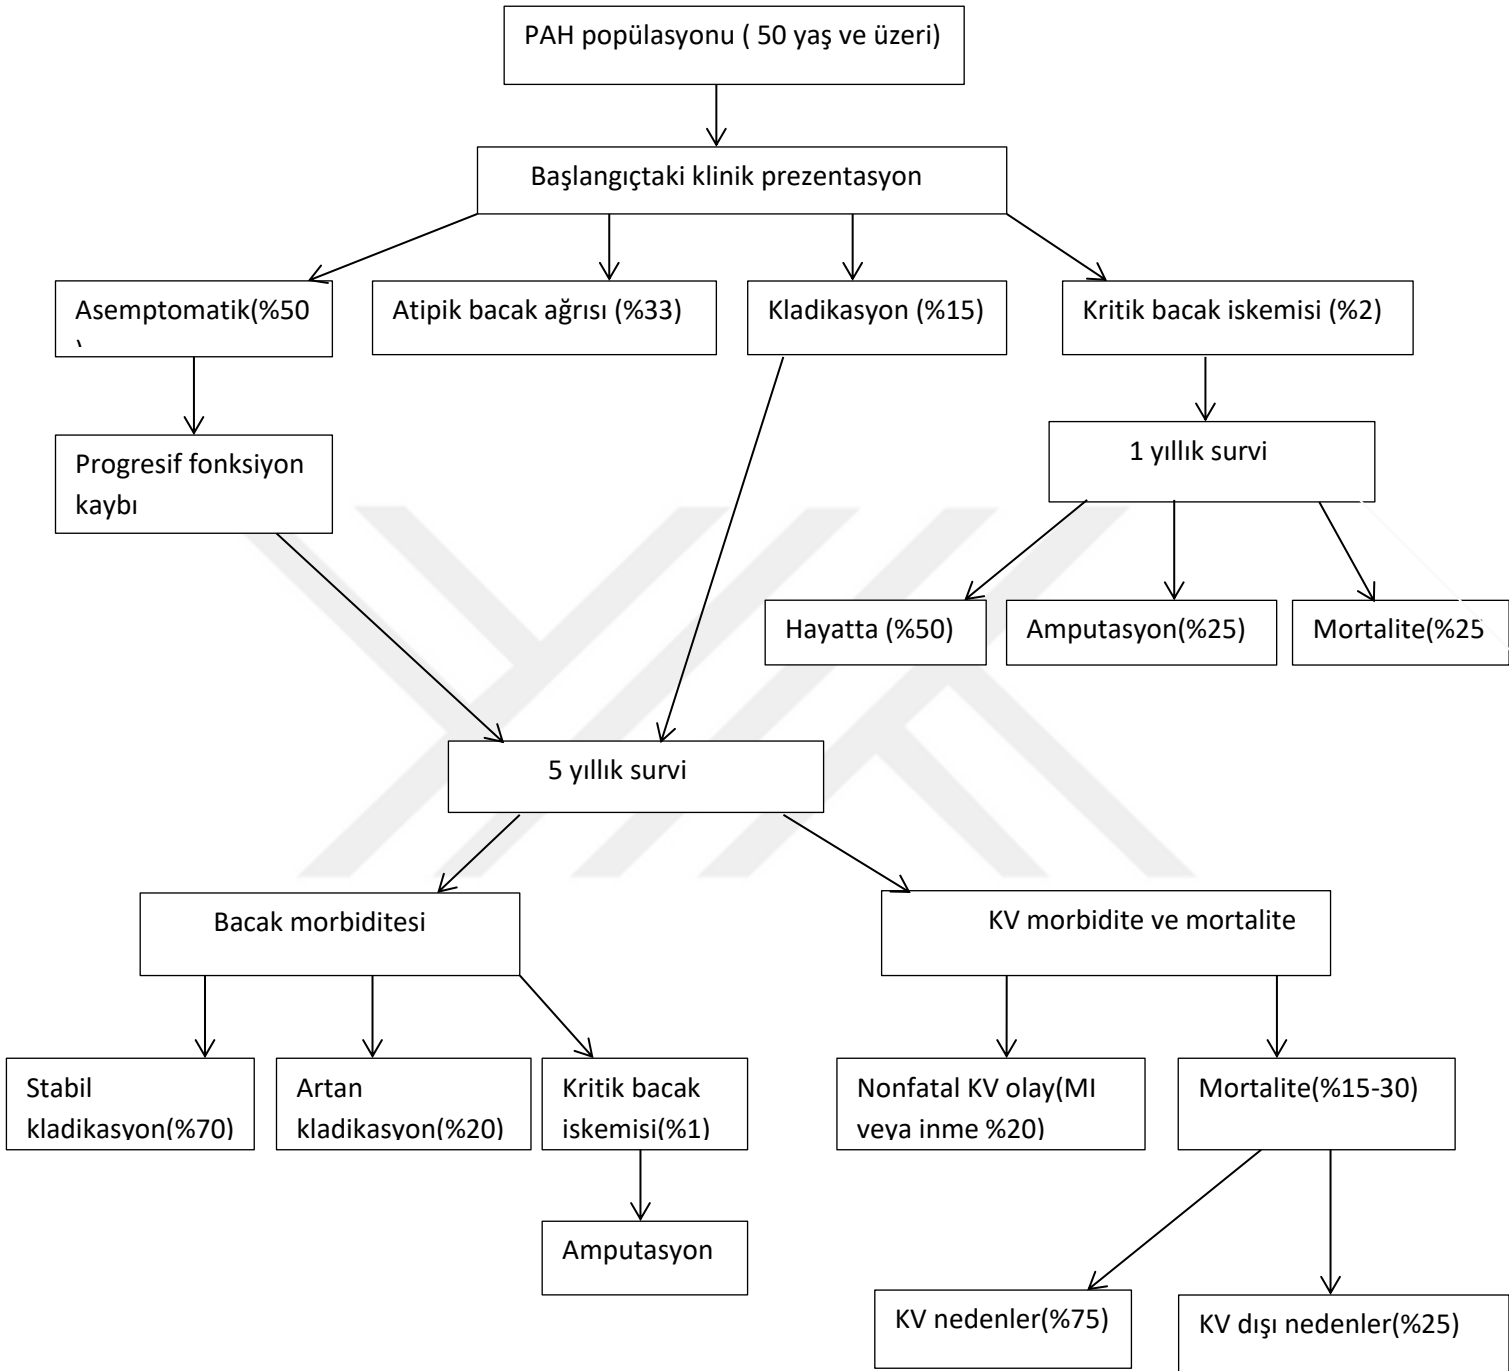 PAH popülasyonu ( 50 yaş ve üzeri)
Başlangıçtaki klinik prezentasyon
Asemptomatik(%50
)
Atipik bacak ağrısı (%33)
Kladikasyon (%15)
Kritik bacak iskemisi (%2)
Progresif fonksiyon
kaybı
1 yıllık survi
Hayatta (%50)
Amputasyon(%25)
Mortalite(%25
5 yıllık survi
Bacak morbiditesi
KV morbidite ve mortalite
Stabil
kladikasyon(%70)
Artan
kladikasyon(%20)
Kritik bacak
iskemisi(%1)
Nonfatal KV olay(MI
veya inme %20)
Mortalite(%15-30)
Amputasyon
KV nedenler(%75)
KV dışı nedenler(%25)